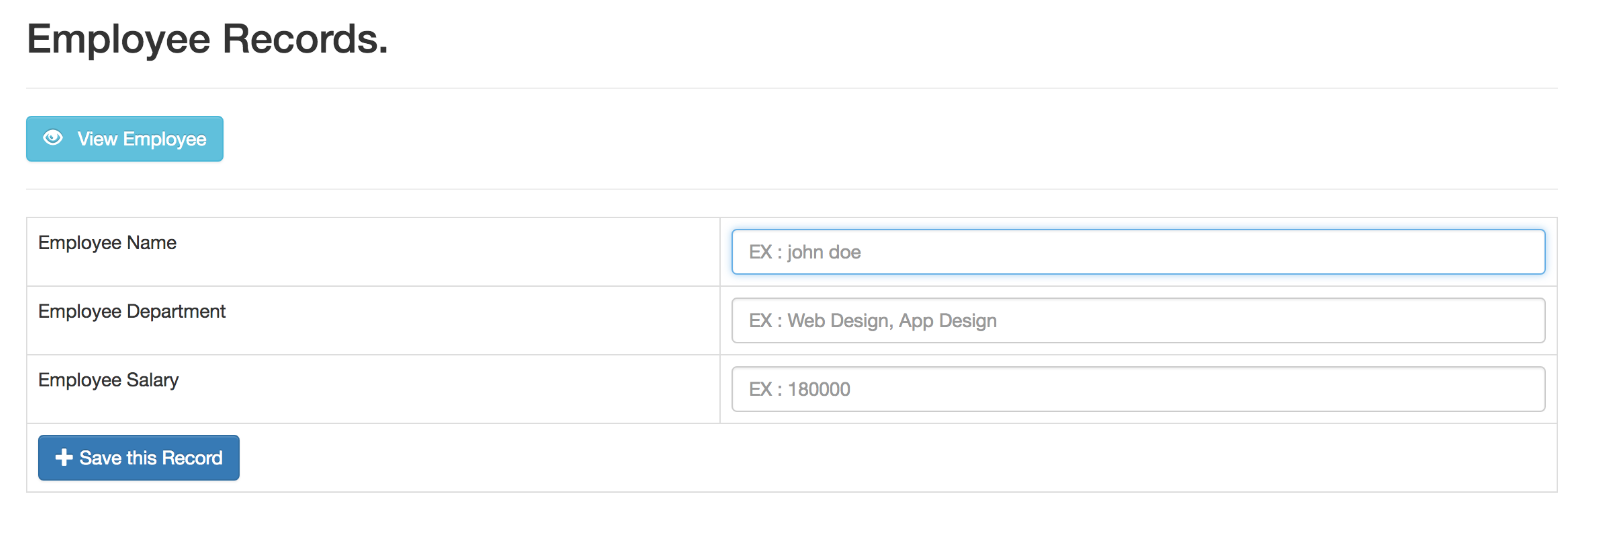 Employee Records.
View Employee
Employee Name
EX : john doe
Employee Department
EX : Web Design, App Design
Employee Salary
EX : 180000
Save this Record